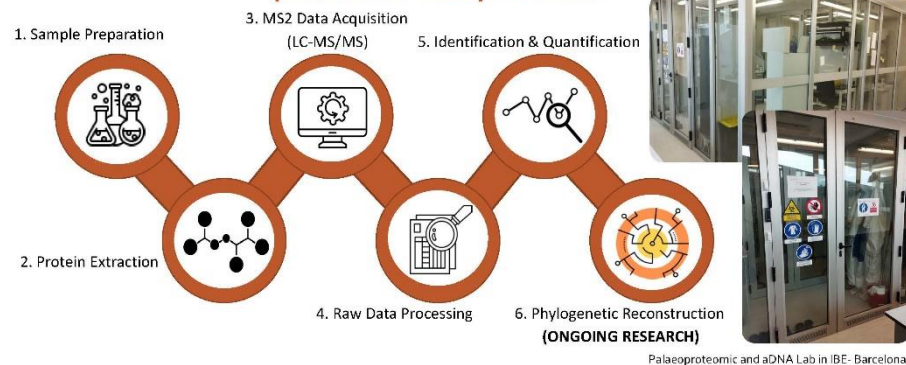 1. Sample Preparation
2. Protein Extraction
3. MS2 Data Acquisition
(LC-MS/MS)
4. Raw Data Processing
5. Identification & Quantification
6. Phylogenetic Reconstruction
(ONGOING RESEARCH)
Palaeoproteomic and aDNA Lab in IBE- Barcelona